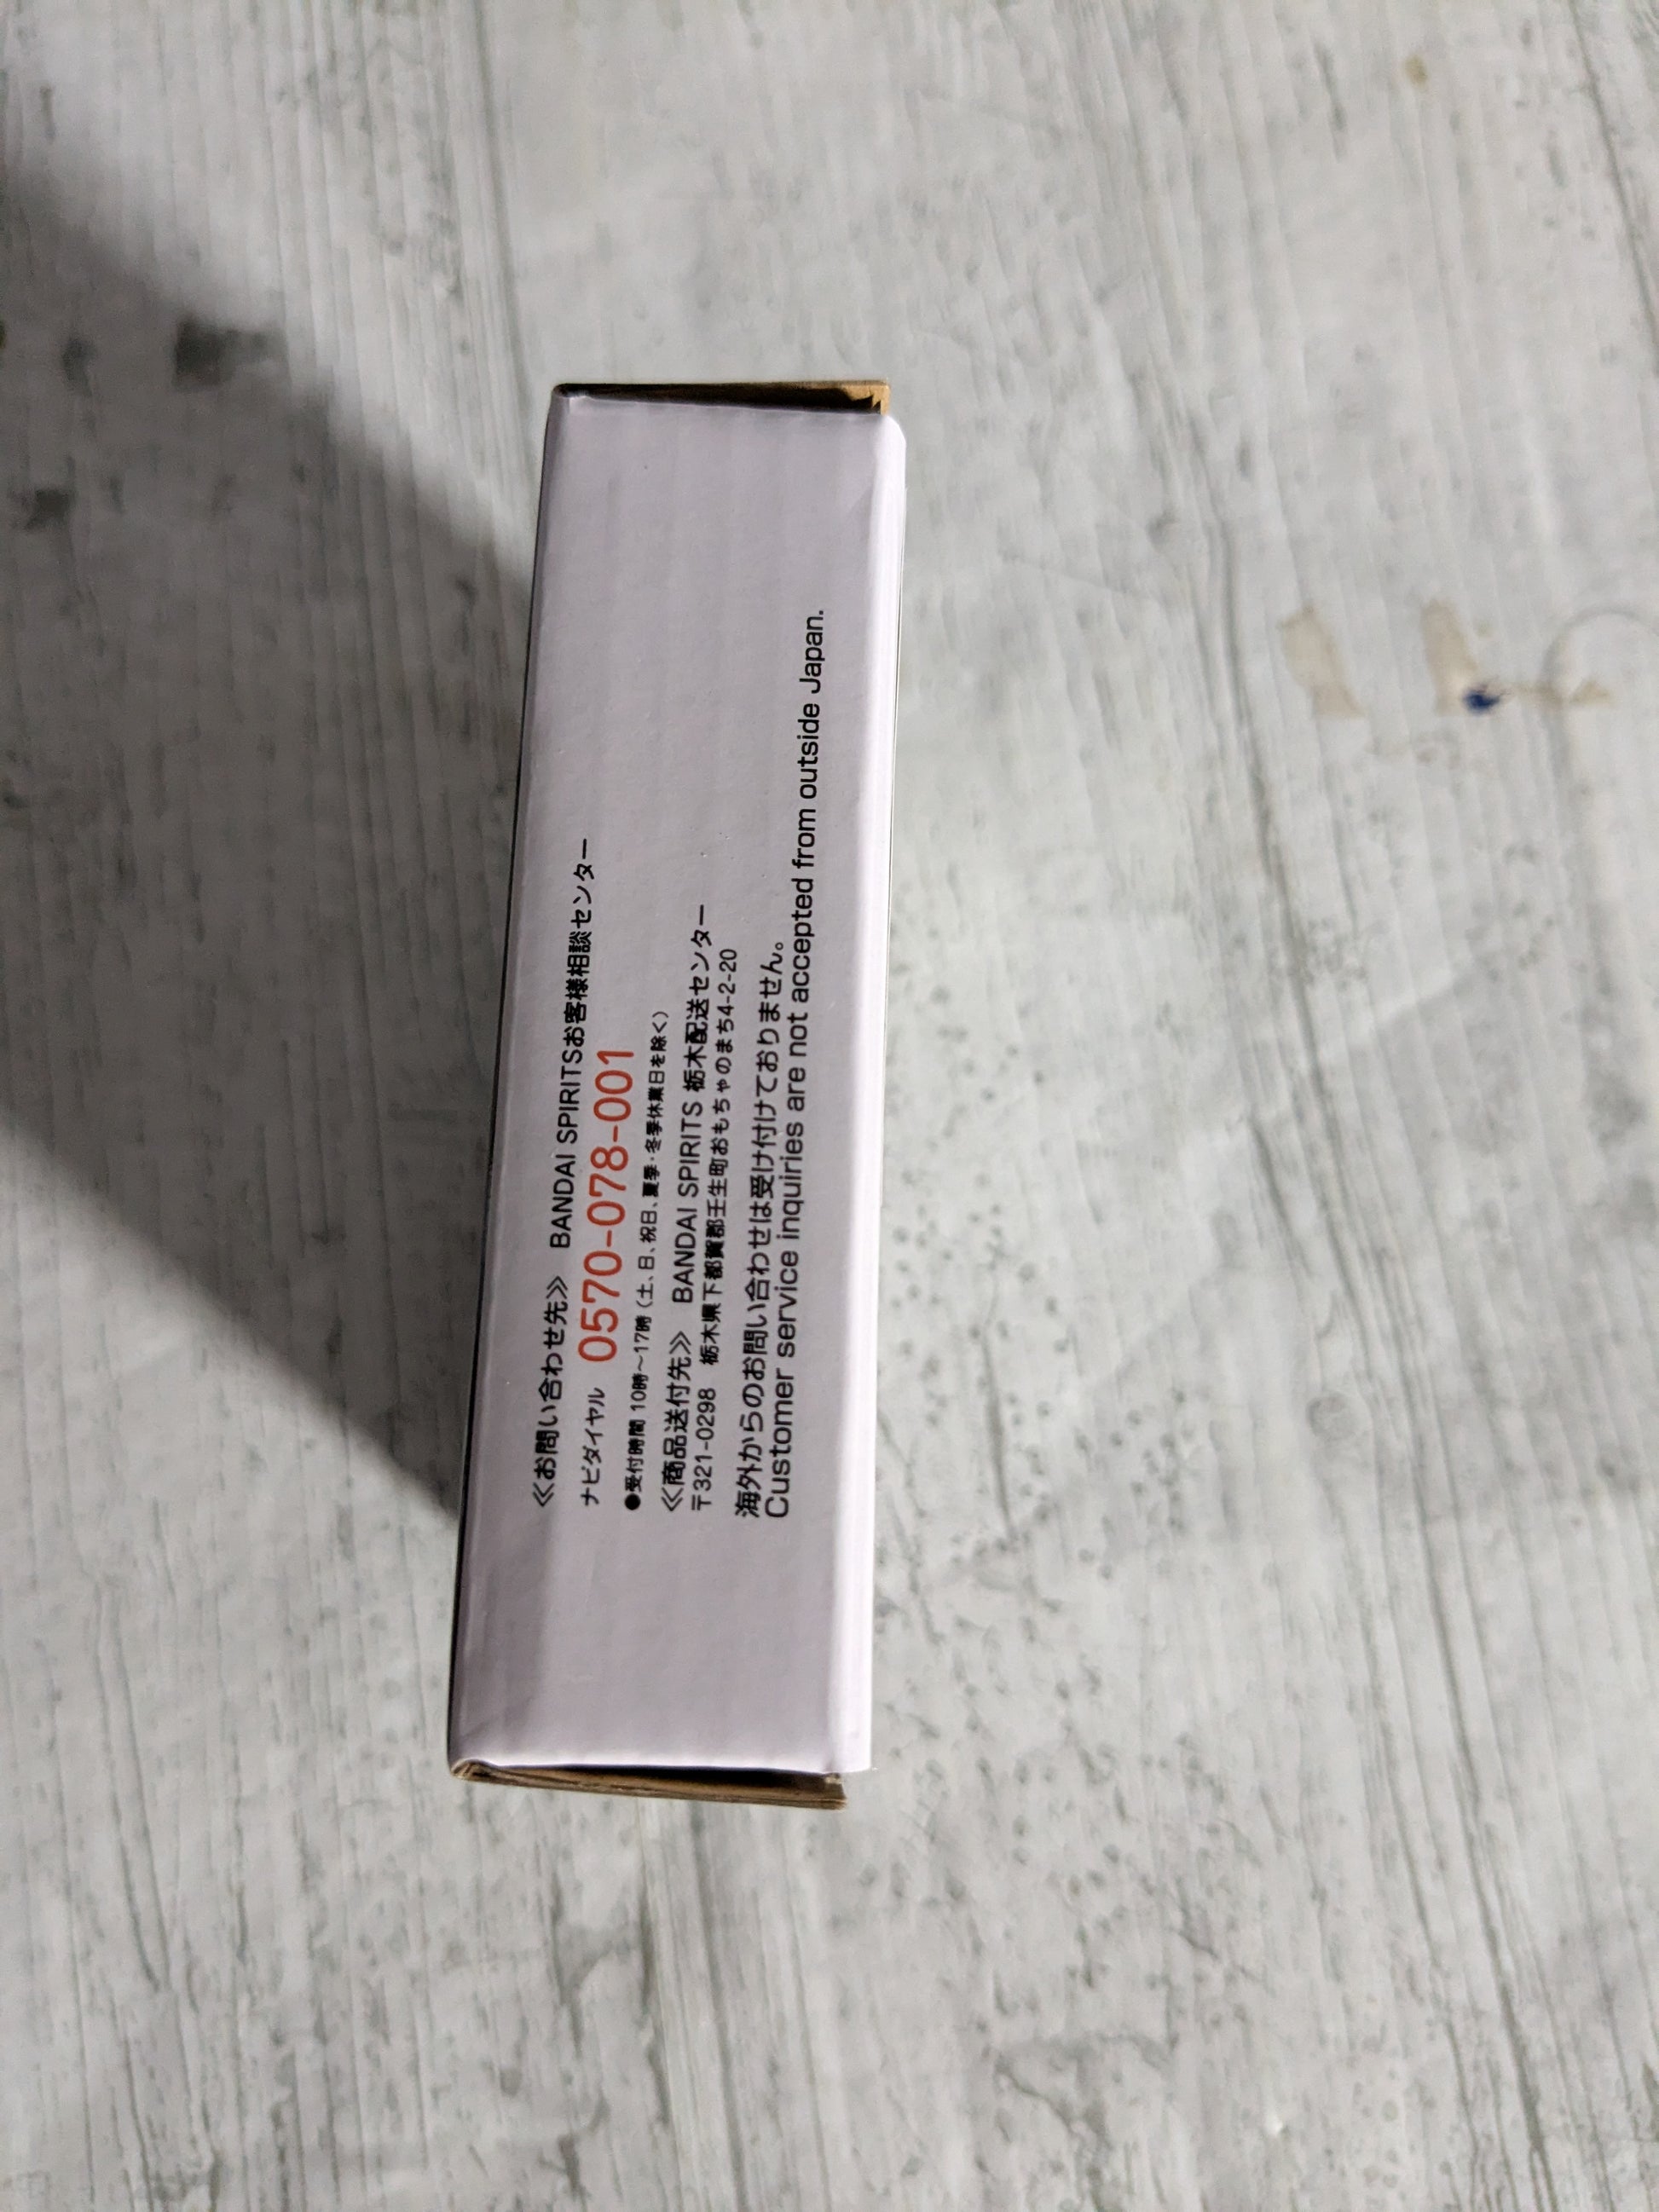 ≪お問い合わせ先≫ BANDAI SPIRITSお客様相談センター
ナビダイヤル 0570-078-001
●受付時間 10時～17時（土、日、祝日、夏季・冬季休業日を除く）
≪商品送付先≫ BANDAI SPIRITS 栃木配送センター
〒321-0298 栃木県下都賀郡壬生町おもちゃのまち4-2-20
海外からのお問い合わせは受け付けておりません。
Customer service inquiries are not accepted from outside Japan.